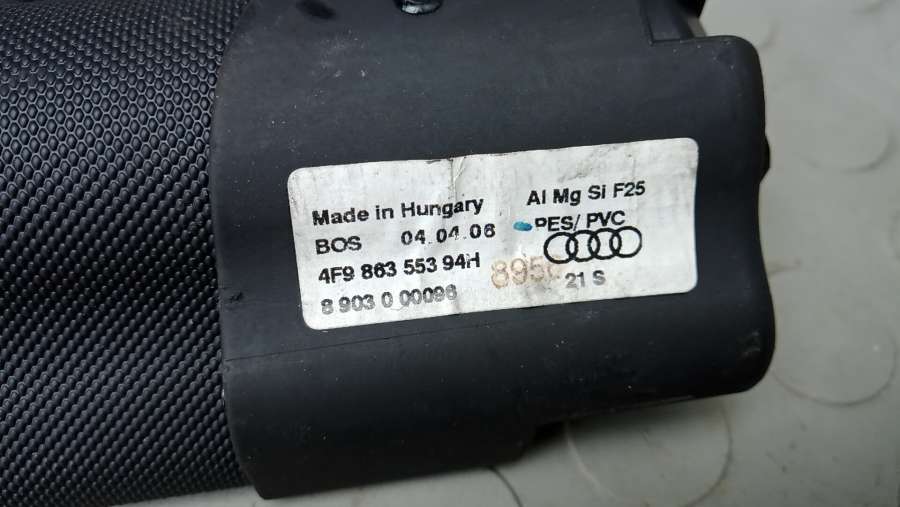 Made in Hungary
BOS 04.04.06
4F9 863 553 94H
8 903 0 00096
Al Mg Si F25
PES/ PVC
21 S